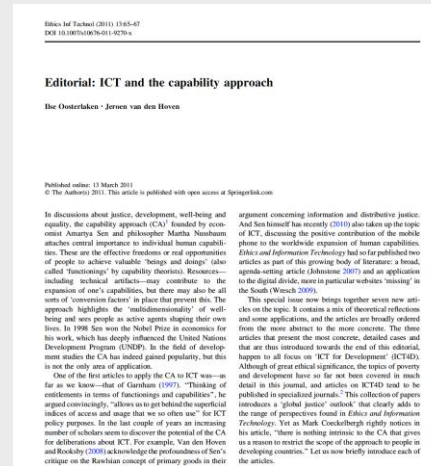 Ethics Inf Technol (2011) 13:65–67
DOI 10.1007/s10676-011-9270-x
Editorial: ICT and the capability approach
Ilse Oosterlaken · Jeroen van den Hoven
Published online: 13 March 2011
© The Author(s) 2011. This article is published with open access at Springerlink.com
In discussions about justice, development, well-being and
equality, the capability approach (CA)1 founded by econ-
omist Amartya Sen and philosopher Martha Nussbaum
attaches central importance to individual human capabili-
ties. These are the effective freedoms or real opportunities
of people to achieve valuable 'beings and doings' (also
called 'functionings' by capability theorists). Resources—
including technical artifacts—may contribute to the
expansion of one's capabilities, but there may also be all
sorts of 'conversion factors' in place that prevent this. The
approach highlights the 'multidimensionality' of well-
being and sees people as active agents shaping their own
lives. In 1998 Sen won the Nobel Prize in economics for
his work, which has deeply influenced the United Nations
Development Program (UNDP). In the field of develop-
ment studies the CA has indeed gained popularity, but this
is not the only area of application.
One of the first articles to apply the CA to ICT was—as
far as we know—that of Garnham (1997). "Thinking of
entitlements in terms of functionings and capabilities", he
argued convincingly, "allows us to get behind the superficial
indices of access and usage that we so often use" for ICT
policy purposes. In the last couple of years an increasing
number of scholars seem to discover the potential of the CA
for deliberations about ICT. For example, Van den Hoven
and Rooksby (2008) acknowledge the profoundness of Sen's
critique on the Rawlsian concept of primary goods in their
argument concerning information and distributive justice.
And Sen himself has recently (2010) also taken up the topic
of ICT, discussing the positive contribution of the mobile
phone to the worldwide expansion of human capabilities.
Ethics and Information Technology had so far published two
articles as part of this growing body of literature: a broad,
agenda-setting article (Johnstone 2007) and an application
to the digital divide, more in particular websites 'missing' in
the South (Wresch 2009).
This special issue now brings together seven new arti-
cles on the topic. It contains a mix of theoretical reflections
and some applications, and the articles are broadly ordered
from the more abstract to the more concrete. The three
articles that present the most concrete, detailed cases and
that are thus introduced towards the end of this editorial,
happen to all focus on 'ICT for Development' (ICT4D).
Although of great ethical significance, the topics of poverty
and development have so far not been covered in much
detail in this journal, and articles on ICT4D tend to be
published in specialized journals.2 This collection of papers
introduces a 'global justice' outlook' that clearly adds to
the range of perspectives found in Ethics and Information
Technology. Yet as Mark Coeckelbergh rightly notices in
his article, "there is nothing intrinsic to the CA that gives
us a reason to restrict the scope of the approach to people in
developing countries." Let us now briefly introduce each of
the articles.